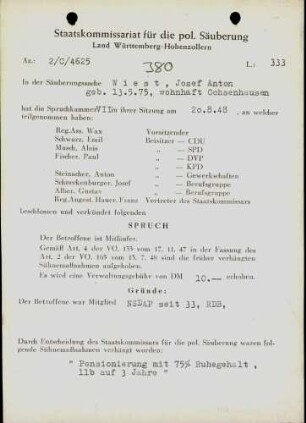 Staatskommissariat für die pol. Säuberung
Land Württemberg-Hohenzollern
Az.: 2/C/4625
380
L.: 333
In der Säuberungssache Wiest, Josef Anton
geb. 13.5.75, wohnhaft Ochsenhausen
hat die Spruchkammer VII in ihrer Sitzung am 20.8.48, an welcher
teilgenommen haben:
Reg.Ass. Wax Vorsitzender
Schwarz, Emil Beisitzer — CDU
Masch, Alois „ — SPD
Fischer, Paul „ — DVP
„ — KPD
Steinacher, Anton „ — Gewerkschaften
Scherrenburger, Josef „ — Berufsgruppe
Alber, Gustav „ — Berufsgruppe
Reg.Angest. Hauer, Franz Vertreter des Staatskommissars
beschlossen und verkündet folgenden
SPRUCH
Der Betroffene ist Mitläufer.
Gemäß Art. 4 der VO. 133 vom 17. 11. 47 in der Fassung des
Art. 2 der VO. 165 vom 13. 7. 48 sind die früher verhängten
Sühnemaßnahmen aufgehoben.
Es wird eine Verwaltungsgebühr von DM 10.— erhoben.
Gründe:
Der Betroffene war Mitglied NSDAP seit 33, RDB,
Durch Entscheidung des Staatskommissars für die pol. Säuberung waren fol-
gende Sühnemaßnahmen verhängt worden:
" Pensionierung mit 75% Ruhegehalt ,
11b auf 3 Jahre "